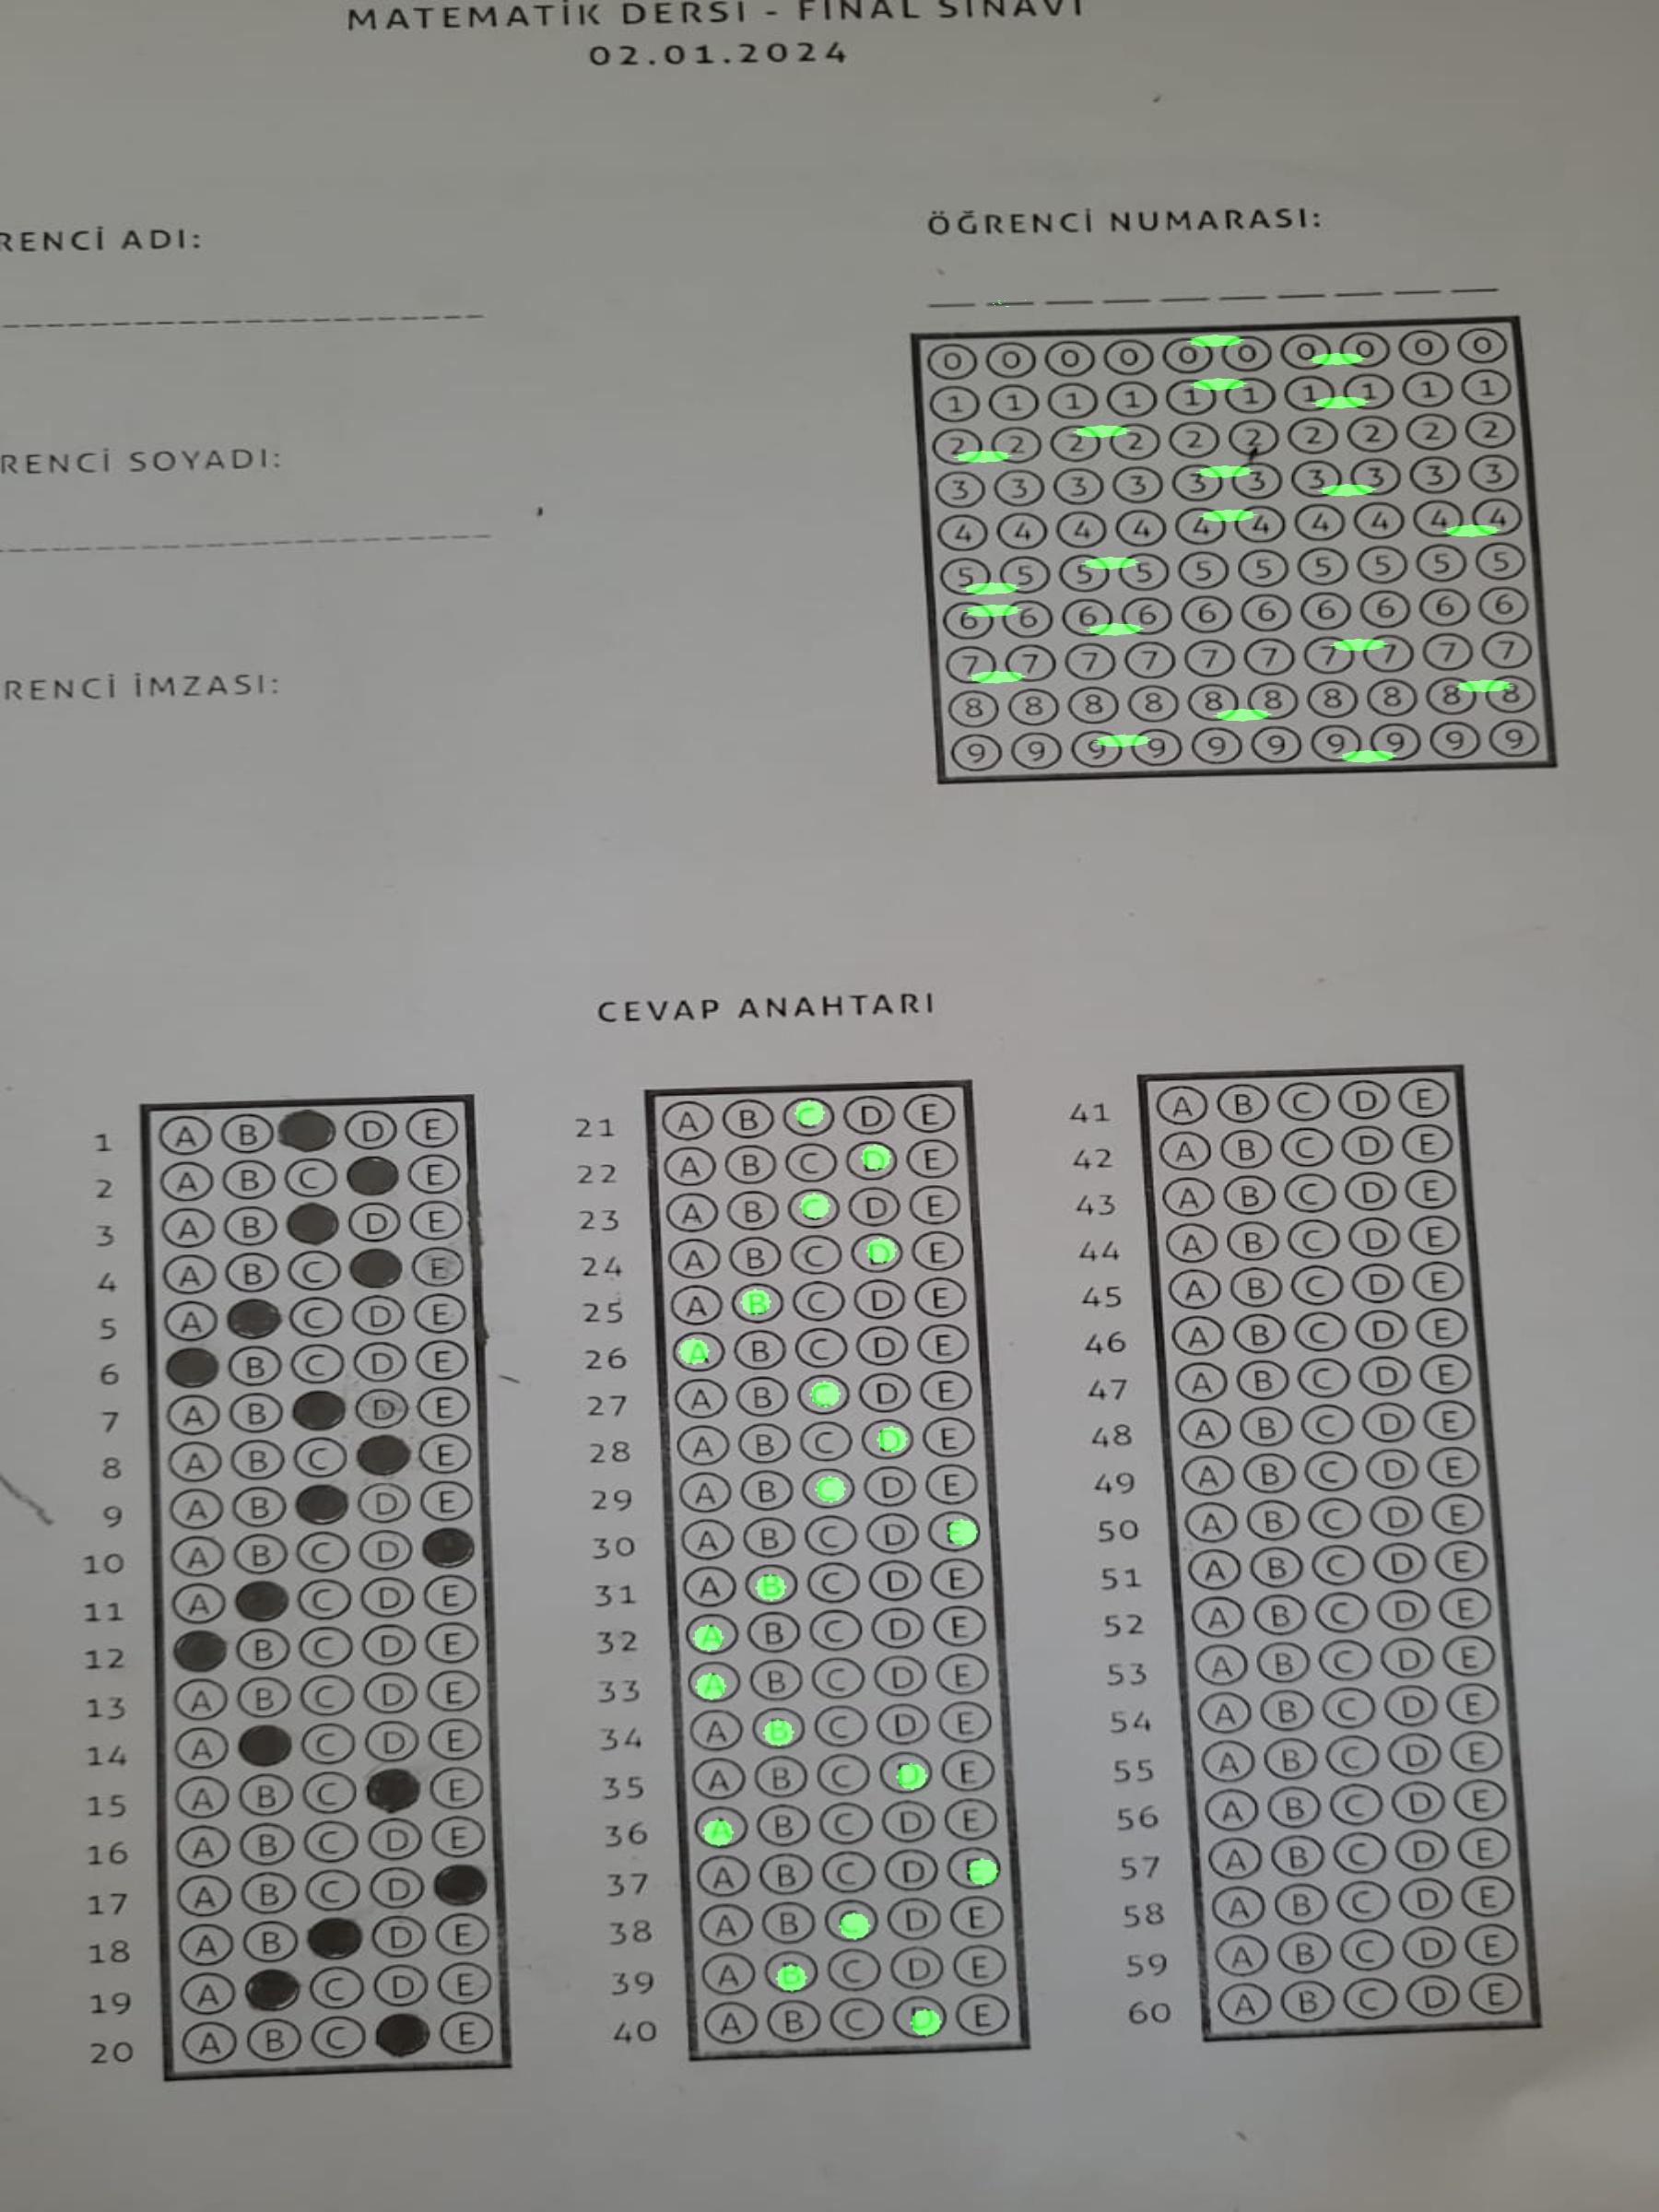 MATEMATİK DERSİ - FİNAL SINAVI
02.01.2024
RENCİ ADI:
RENCİ SOYADI:
RENCİ İMZASI:
ÖĞRENCİ NUMARASI:
0 0 0 0 0 0 0 0 0 0
1 1 1 1 1 1 1 1 1 1
2 2 2 2 2 2 2 2 2 2
3 3 3 3 3 3 3 3 3 3
4 4 4 4 4 4 4 4 4 4
5 5 5 5 5 5 5 5 5 5
6 6 6 6 6 6 6 6 6 6
7 7 7 7 7 7 7 7 7 7
8 8 8 8 8 8 8 8 8 8
9 9 9 9 9 9 9 9 9 9
CEVAP ANAHTARI
1 A B D E
2 A B C E
3 A B D E
4 A B C E
5 A C D E
6 B C D E
7 A B D E
8 A B C E
9 A B D E
10 A B C D
11 A C D E
12 B C D E
13 A B C D E
14 A C D E
15 A B C E
16 A B C D E
17 A B C D
18 A B D E
19 A C D E
20 A B C E
21 A B C D E
22 A B C D E
23 A B C D E
24 A B C D E
25 A B C D E
26 A B C D E
27 A B C D E
28 A B C D E
29 A B C D E
30 A B C D E
31 A B C D E
32 A B C D E
33 A B C D E
34 A B C D E
35 A B C D E
36 A B C D E
37 A B C D E
38 A B C D E
39 A B C D E
40 A B C D E
41 A B C D E
42 A B C D E
43 A B C D E
44 A B C D E
45 A B C D E
46 A B C D E
47 A B C D E
48 A B C D E
49 A B C D E
50 A B C D E
51 A B C D E
52 A B C D E
53 A B C D E
54 A B C D E
55 A B C D E
56 A B C D E
57 A B C D E
58 A B C D E
59 A B C D E
60 A B C D E